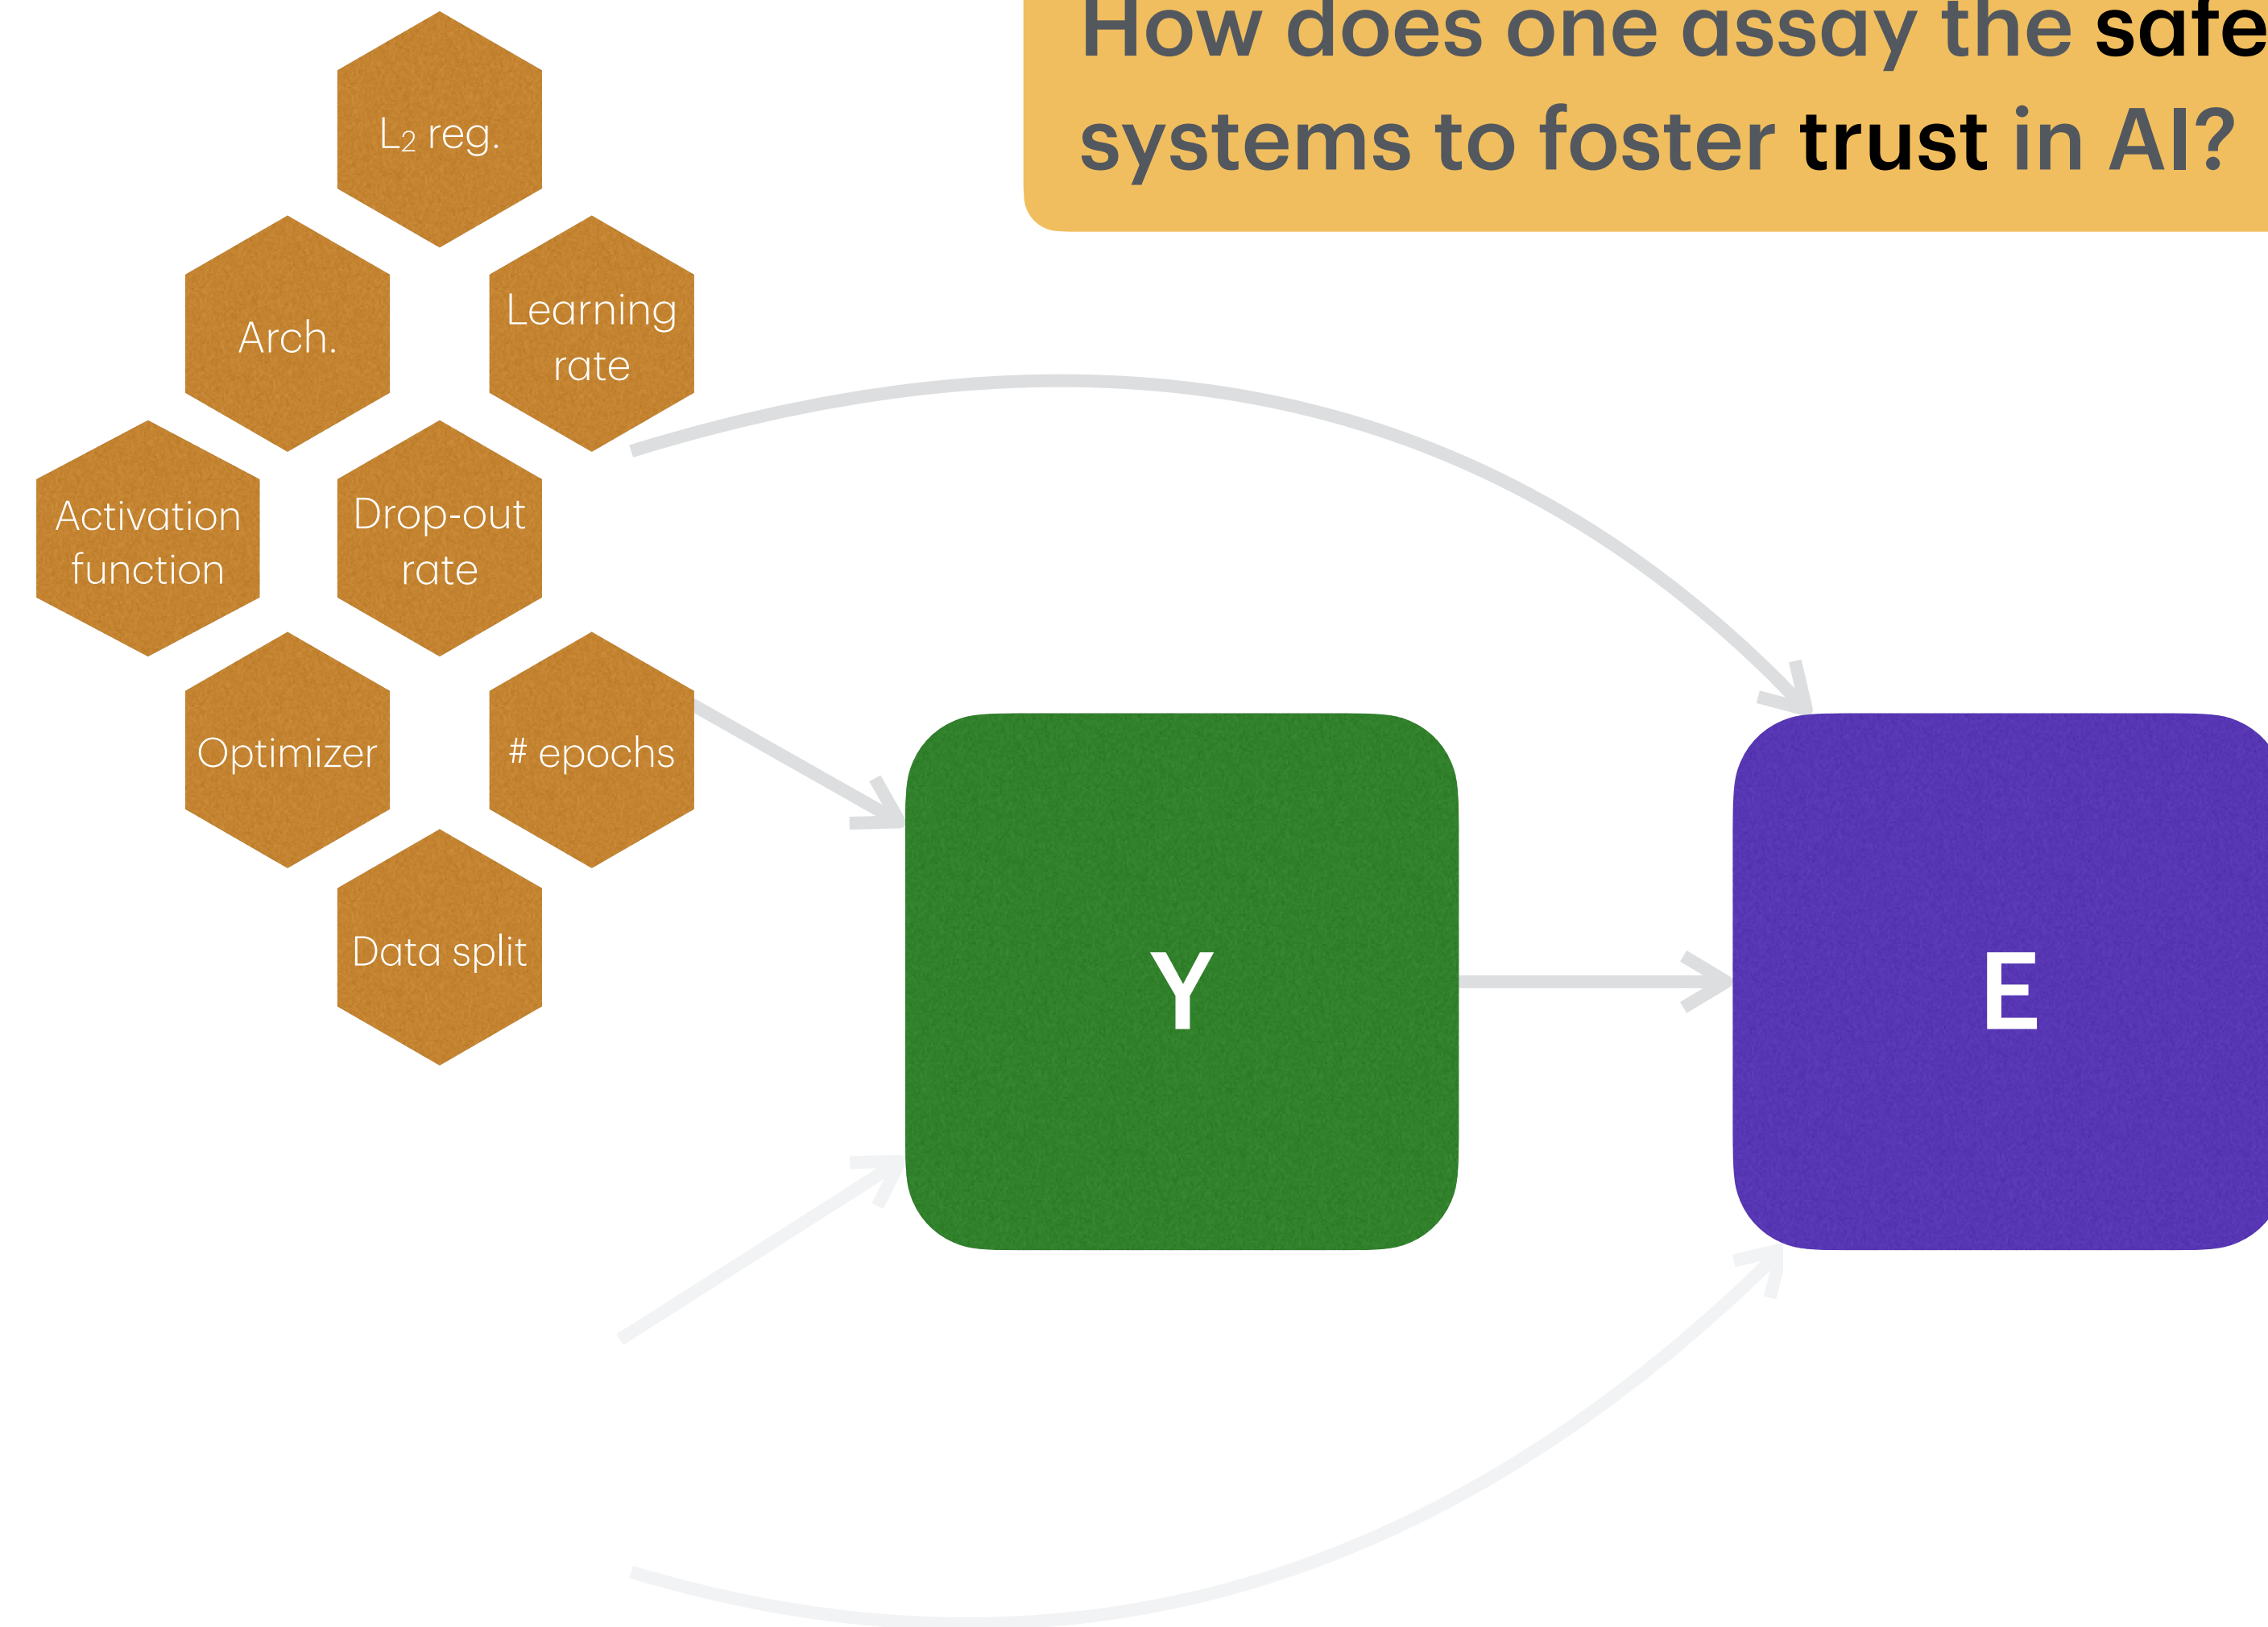 How does one assay the safe
systems to foster trust in AI?
L₂ reg.
Arch.
Learning
rate
Activation
function
Drop-out
rate
Optimizer
# epochs
Data split
Y
E